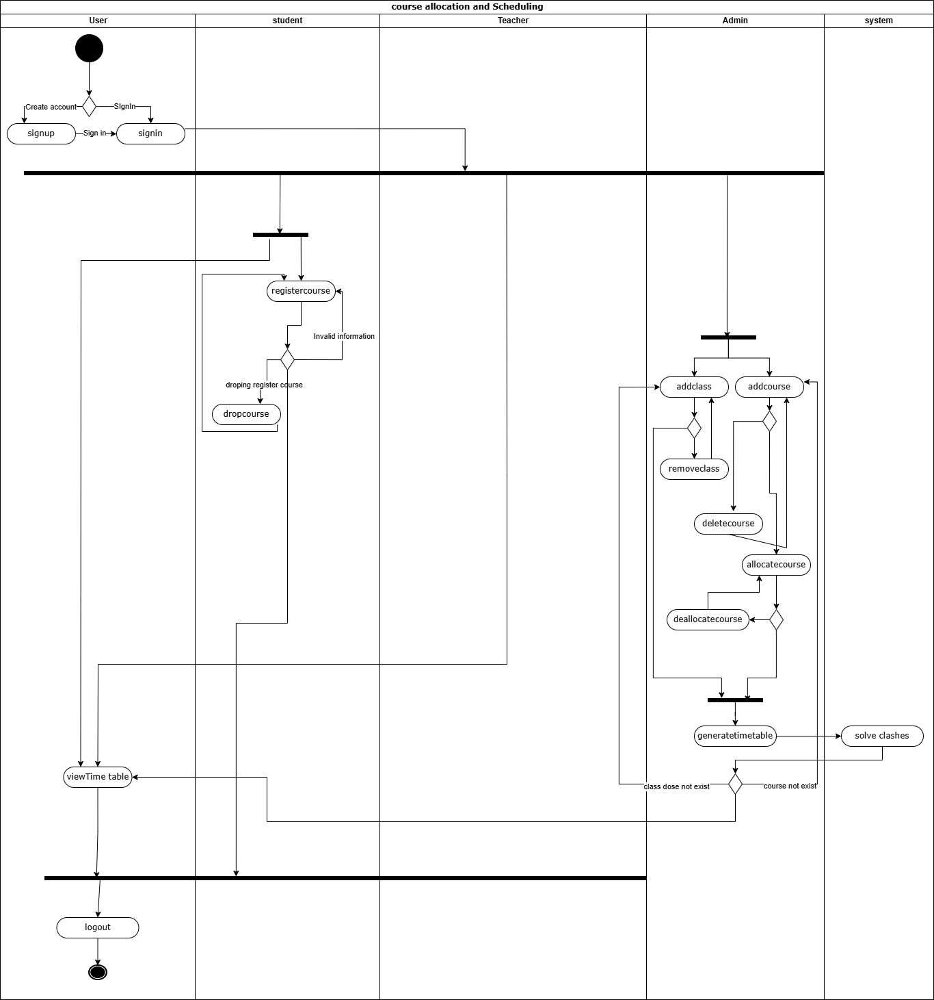 course allocation and Scheduling
User
student
Teacher
Admin
system
Create account
SIgnIn
signup
Sign in
signin
registercourse
Invalid information
droping register course
dropcourse
addclass
addcourse
removeclass
deletecourse
allocatecourse
deallocatecourse
generatetimetable
solve clashes
viewTime table
class dose not exist
course not exist
logout